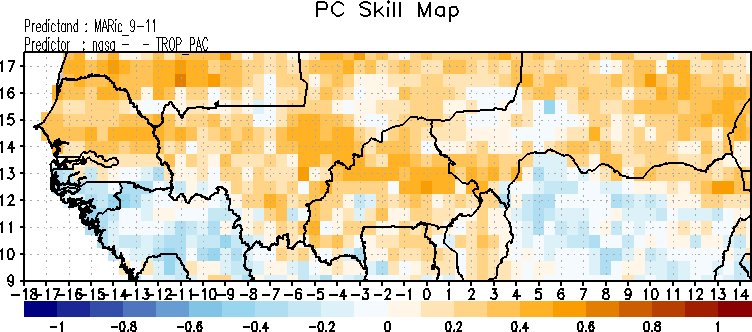 PC Skill Map
Predictand : MARic_9-11
Predictor : nasa - - TROP_PAC
17
16
15
14
13
12
11
10
9
-18 -17 -16 -15 -14 -13 -12 -11 -10 -9 -8 -7 -6 -5 -4 -3 -2 -1 0 1 2 3 4 5 6 7 8 9 10 11 12 13 14
-1 -0.8 -0.6 -0.4 -0.2 0 0.2 0.4 0.6 0.8 1